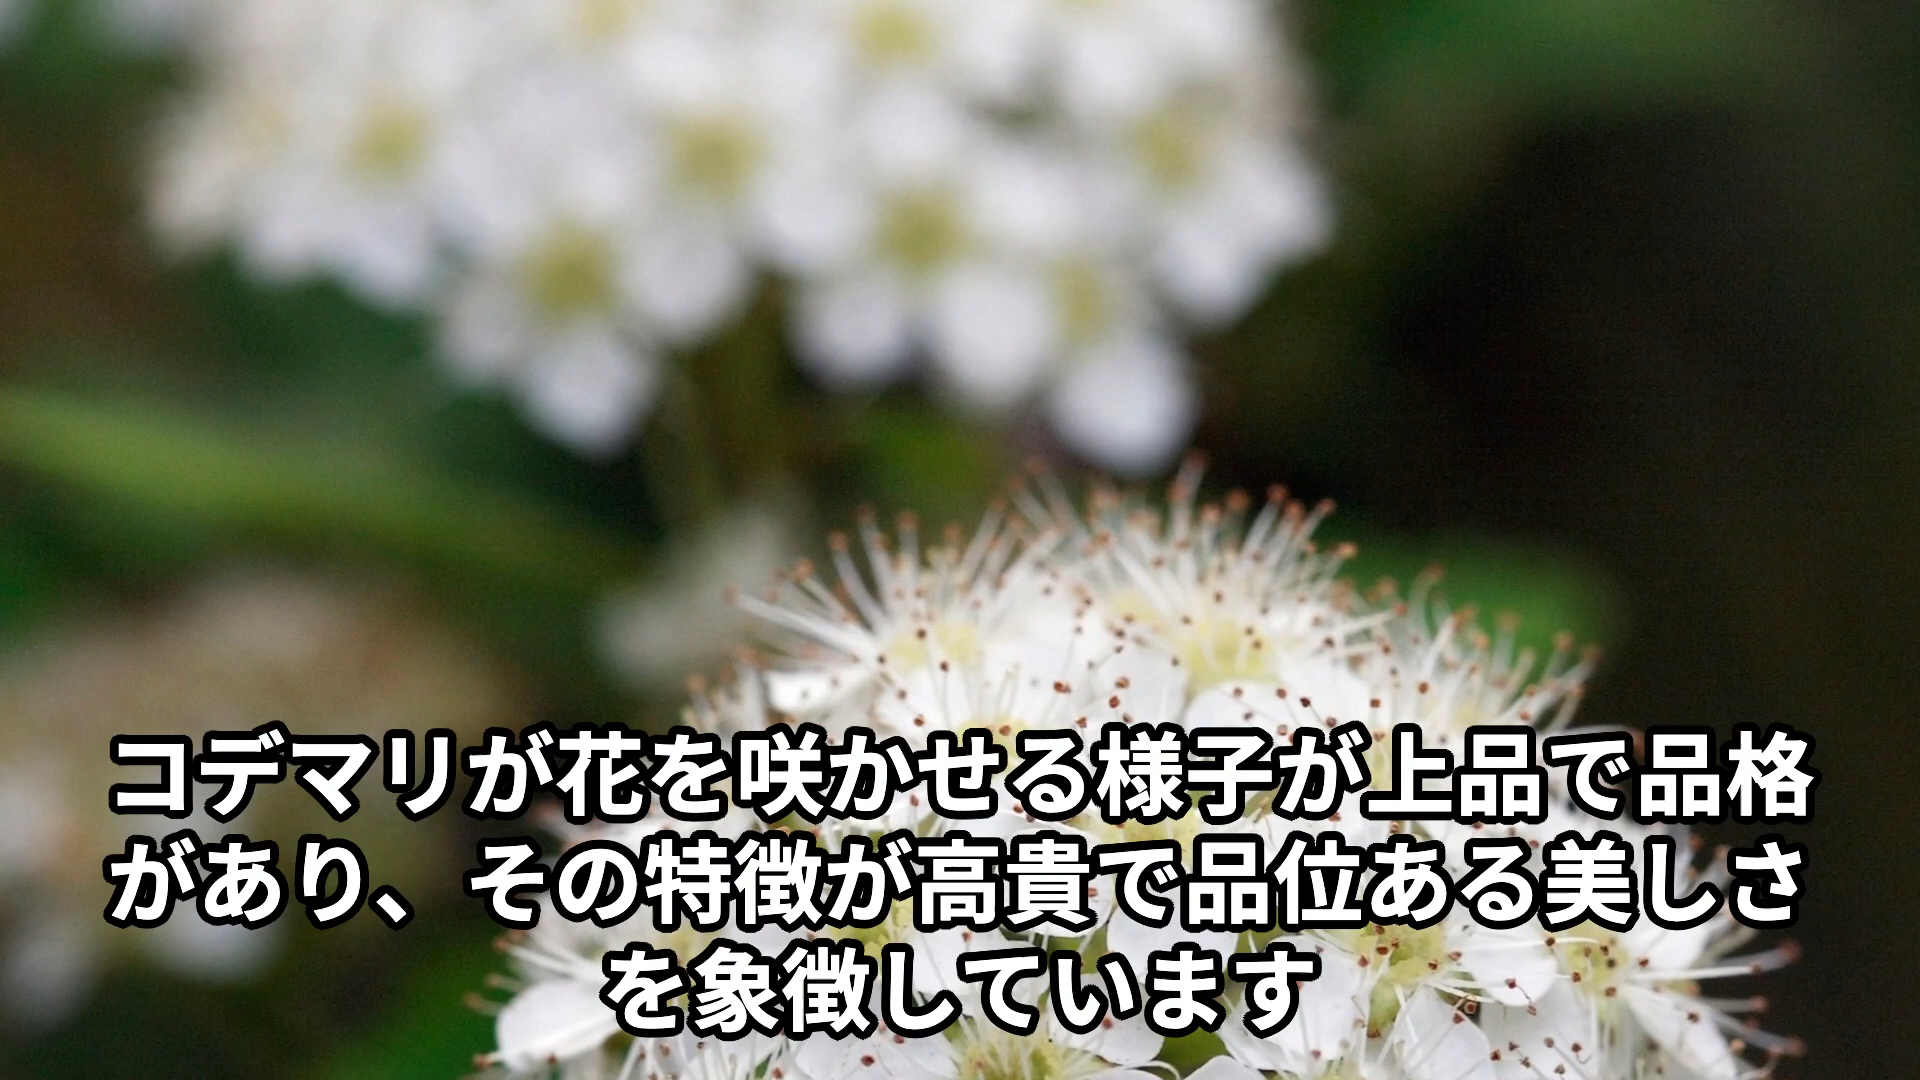 コデマリが花を咲かせる様子が上品で品格
があり、その特徴が高貴で品位ある美しさ
を象徴しています